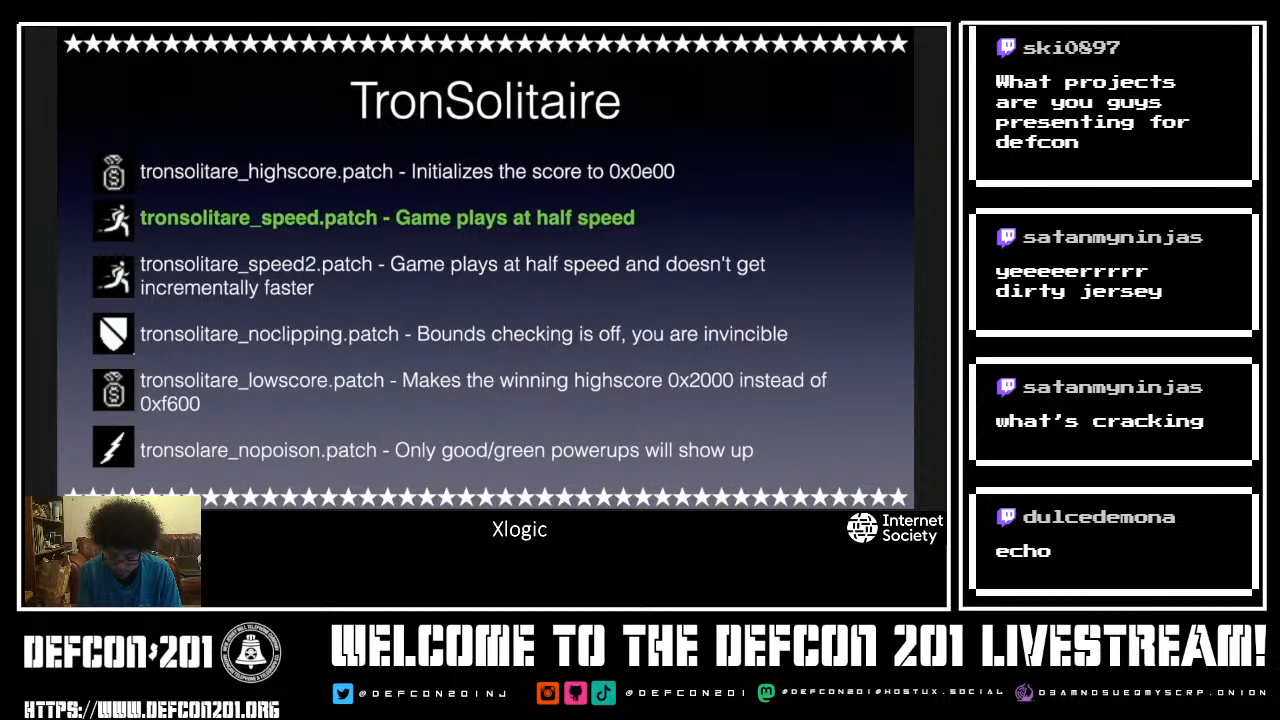 TronSolitaire
tronsolitare_highscore.patch - Initializes the score to 0x0e00
tronsolitare_speed.patch - Game plays at half speed
tronsolitare_speed2.patch - Game plays at half speed and doesn't get
incrementally faster
tronsolitare_noclipping.patch - Bounds checking is off, you are invincible
tronsolitare_lowscore.patch - Makes the winning highscore 0x2000 instead of
0xf600
tronsolare_nopoison.patch - Only good/green powerups will show up
Xlogic
Internet
Society
ski0897
What projects
are you guys
presenting for
defcon
satanmyninjas
yeeeeerrrrr
dirty jersey
satanmyninjas
what's cracking
dulcedemona
echo
DEFCON 201
HTTPS://WWW.DEFCON201.ORG
WELCOME TO THE DEFCON 201 LIVESTREAM!
@DEFCON201NJ
@DEFCON201
@DEFCON201@HOSTUX.SOCIAL